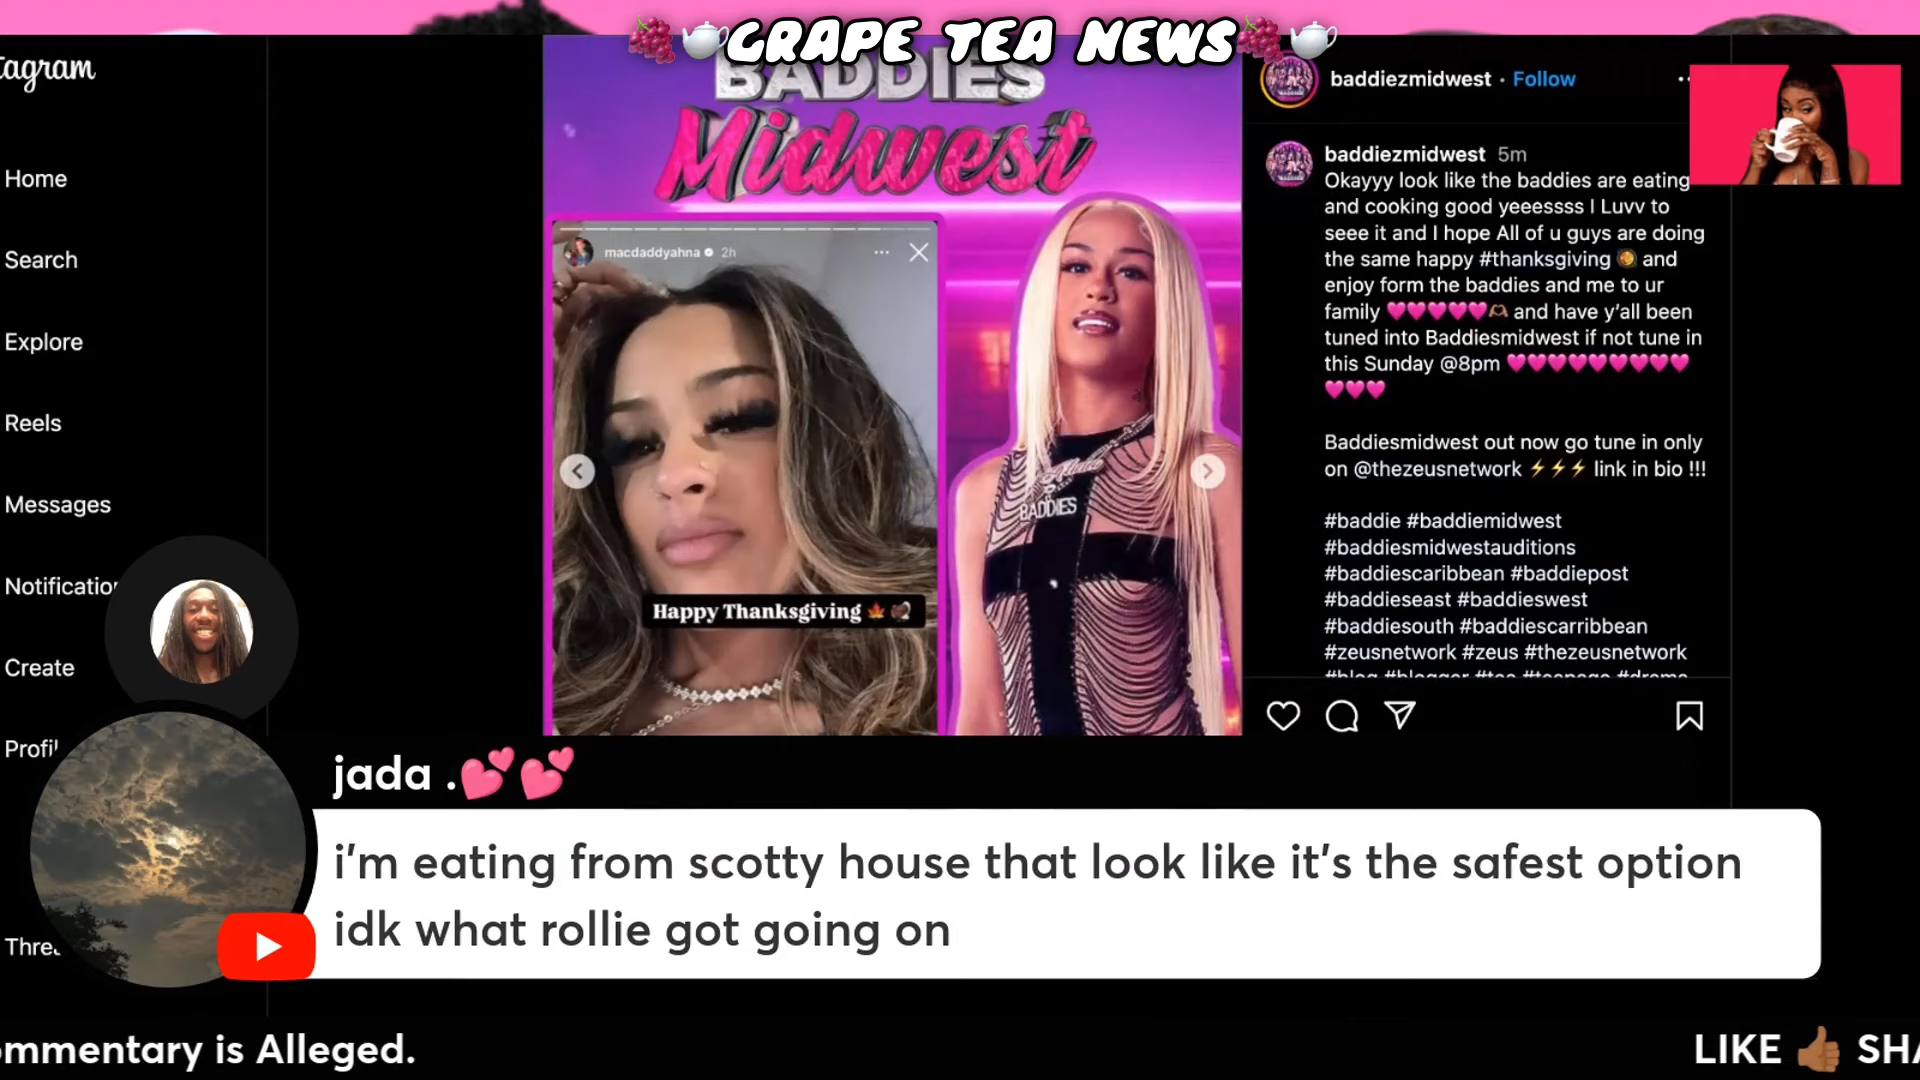 🍇🫖GRAPE TEA NEWS🍇🫖
tagram
Home
Search
Explore
Reels
Messages
Notification
Create
Profil
Threa
BADDIES
Midwest
macdaddyahna 2h
Happy Thanksgiving 🍁🦃
BADDIES
baddiezmidwest • Follow
baddiezmidwest 5m
Okayyy look like the baddies are eating
and cooking good yeeessss I Luvv to
seee it and I hope All of u guys are doing
the same happy #thanksgiving 🥘 and
enjoy form the baddies and me to ur
family 💗💗💗💗💗🫶🏾 and have y'all been
tuned into Baddiesmidwest if not tune in
this Sunday @8pm 💗💗💗💗💗💗💗💗💗
💗💗💗
Baddiesmidwest out now go tune in only
on @thezeusnetwork ⚡⚡⚡ link in bio !!!
#baddie #baddiemidwest
#baddiesmidwestauditions
#baddiescaribbean #baddiepost
#baddieseast #baddieswest
#baddiesouth #baddiescarribbean
#zeusnetwork #zeus #thezeusnetwork
#blog #blogger #tea #teapage #drama
jada .💕💕
i'm eating from scotty house that look like it's the safest option
idk what rollie got going on
ommentary is Alleged.
LIKE 👍🏾 SHA